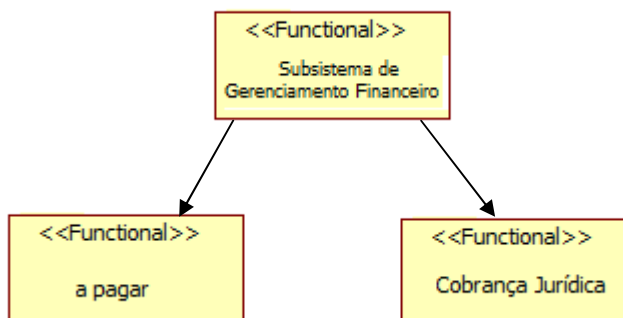 <<Functional>>
Subsistema de
Gerenciamento Financeiro
<<Functional>>
a pagar
<<Functional>>
Cobrança Jurídica